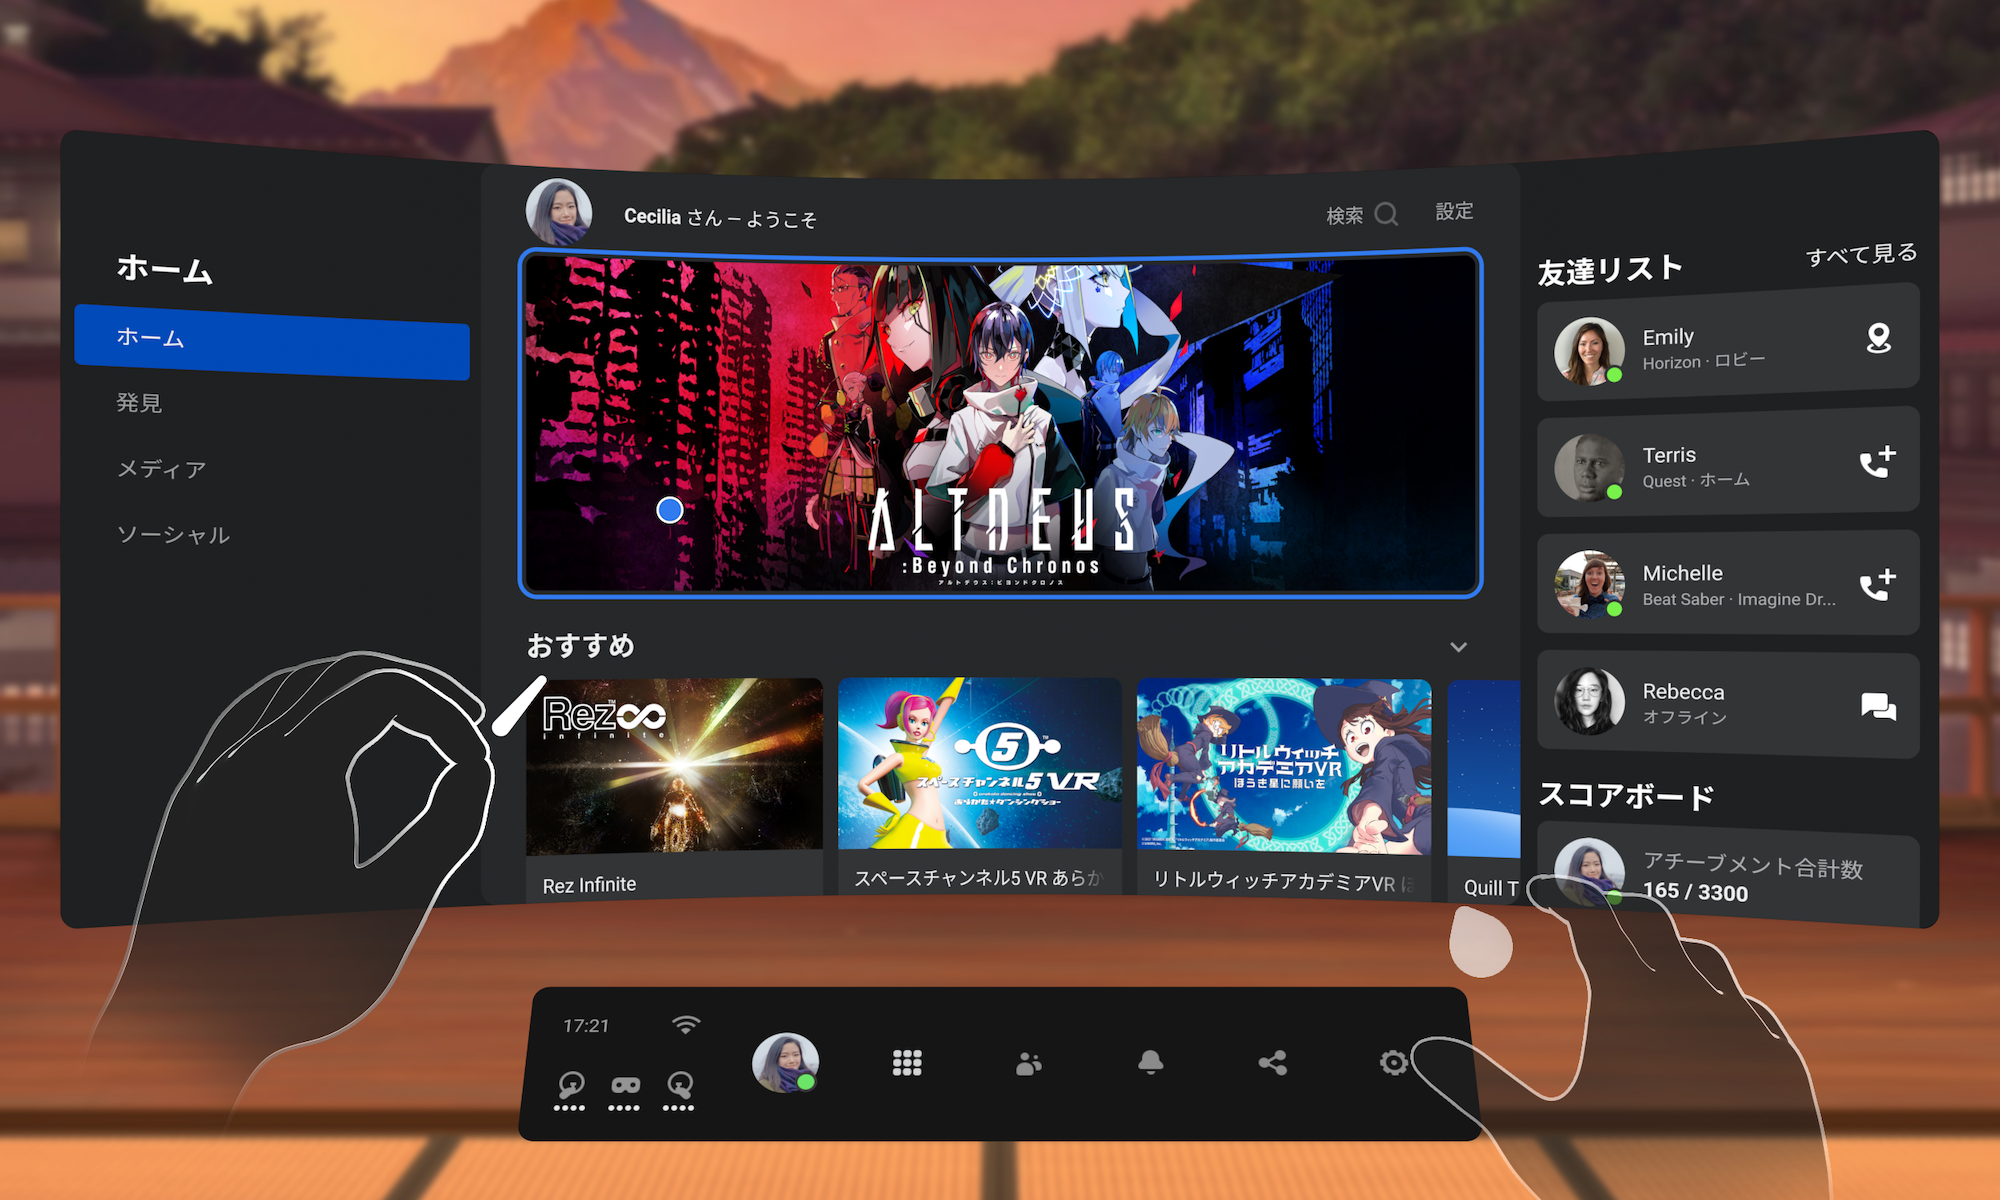 ホーム
ホーム
発見
メディア
ソーシャル
Cecilia さん – ようこそ
検索
設定
ALTDEUS
:Beyond Chronos
アルトデウス：ビヨンドクロノス
おすすめ
Rez∞
infinite
Rez Infinite
5
スペースチャンネル5 VR
あらかた★ダンシングショー
スペースチャンネル5 VR あらか
リトルウィッチ
アカデミアVR
ほうき星に願いを
リトルウィッチアカデミアVR ほ
Quill T
友達リスト
すべて見る
Emily
Horizon · ロビー
Terris
Quest · ホーム
Michelle
Beat Saber · Imagine Dr...
Rebecca
オフライン
スコアボード
アチーブメント合計数
165 / 3300
17:21